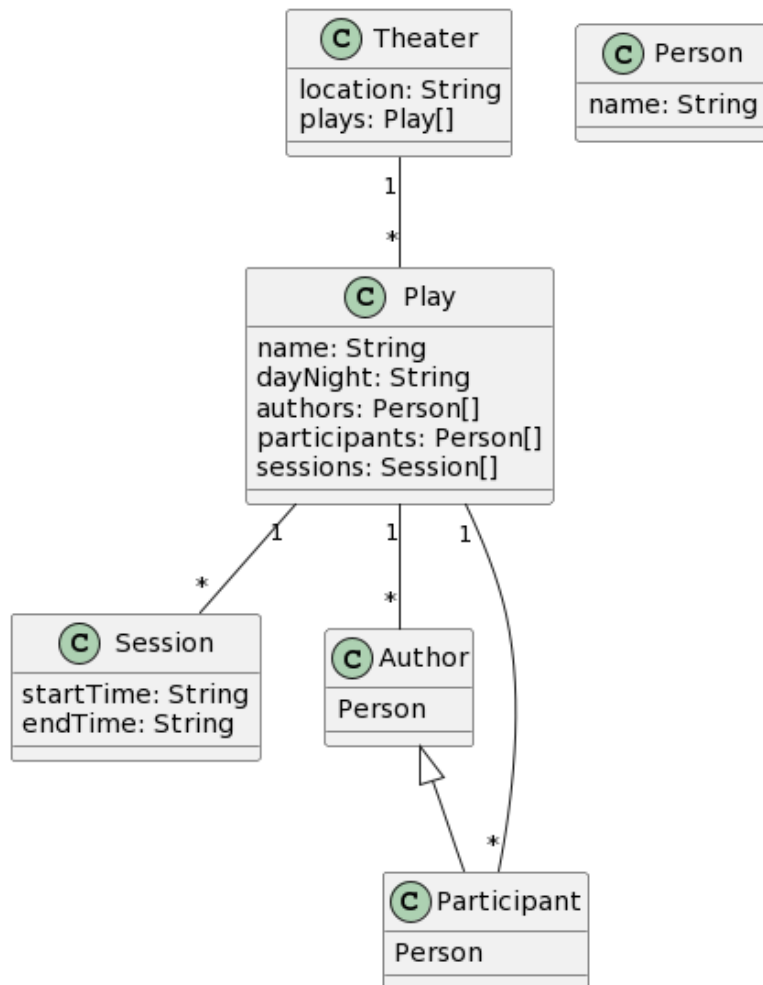 C Theater
location: String
plays: Play[]
C Person
name: String
1
*
C Play
name: String
dayNight: String
authors: Person[]
participants: Person[]
sessions: Session[]
1
1
1
*
*
C Session
startTime: String
endTime: String
C Author
Person
*
C Participant
Person